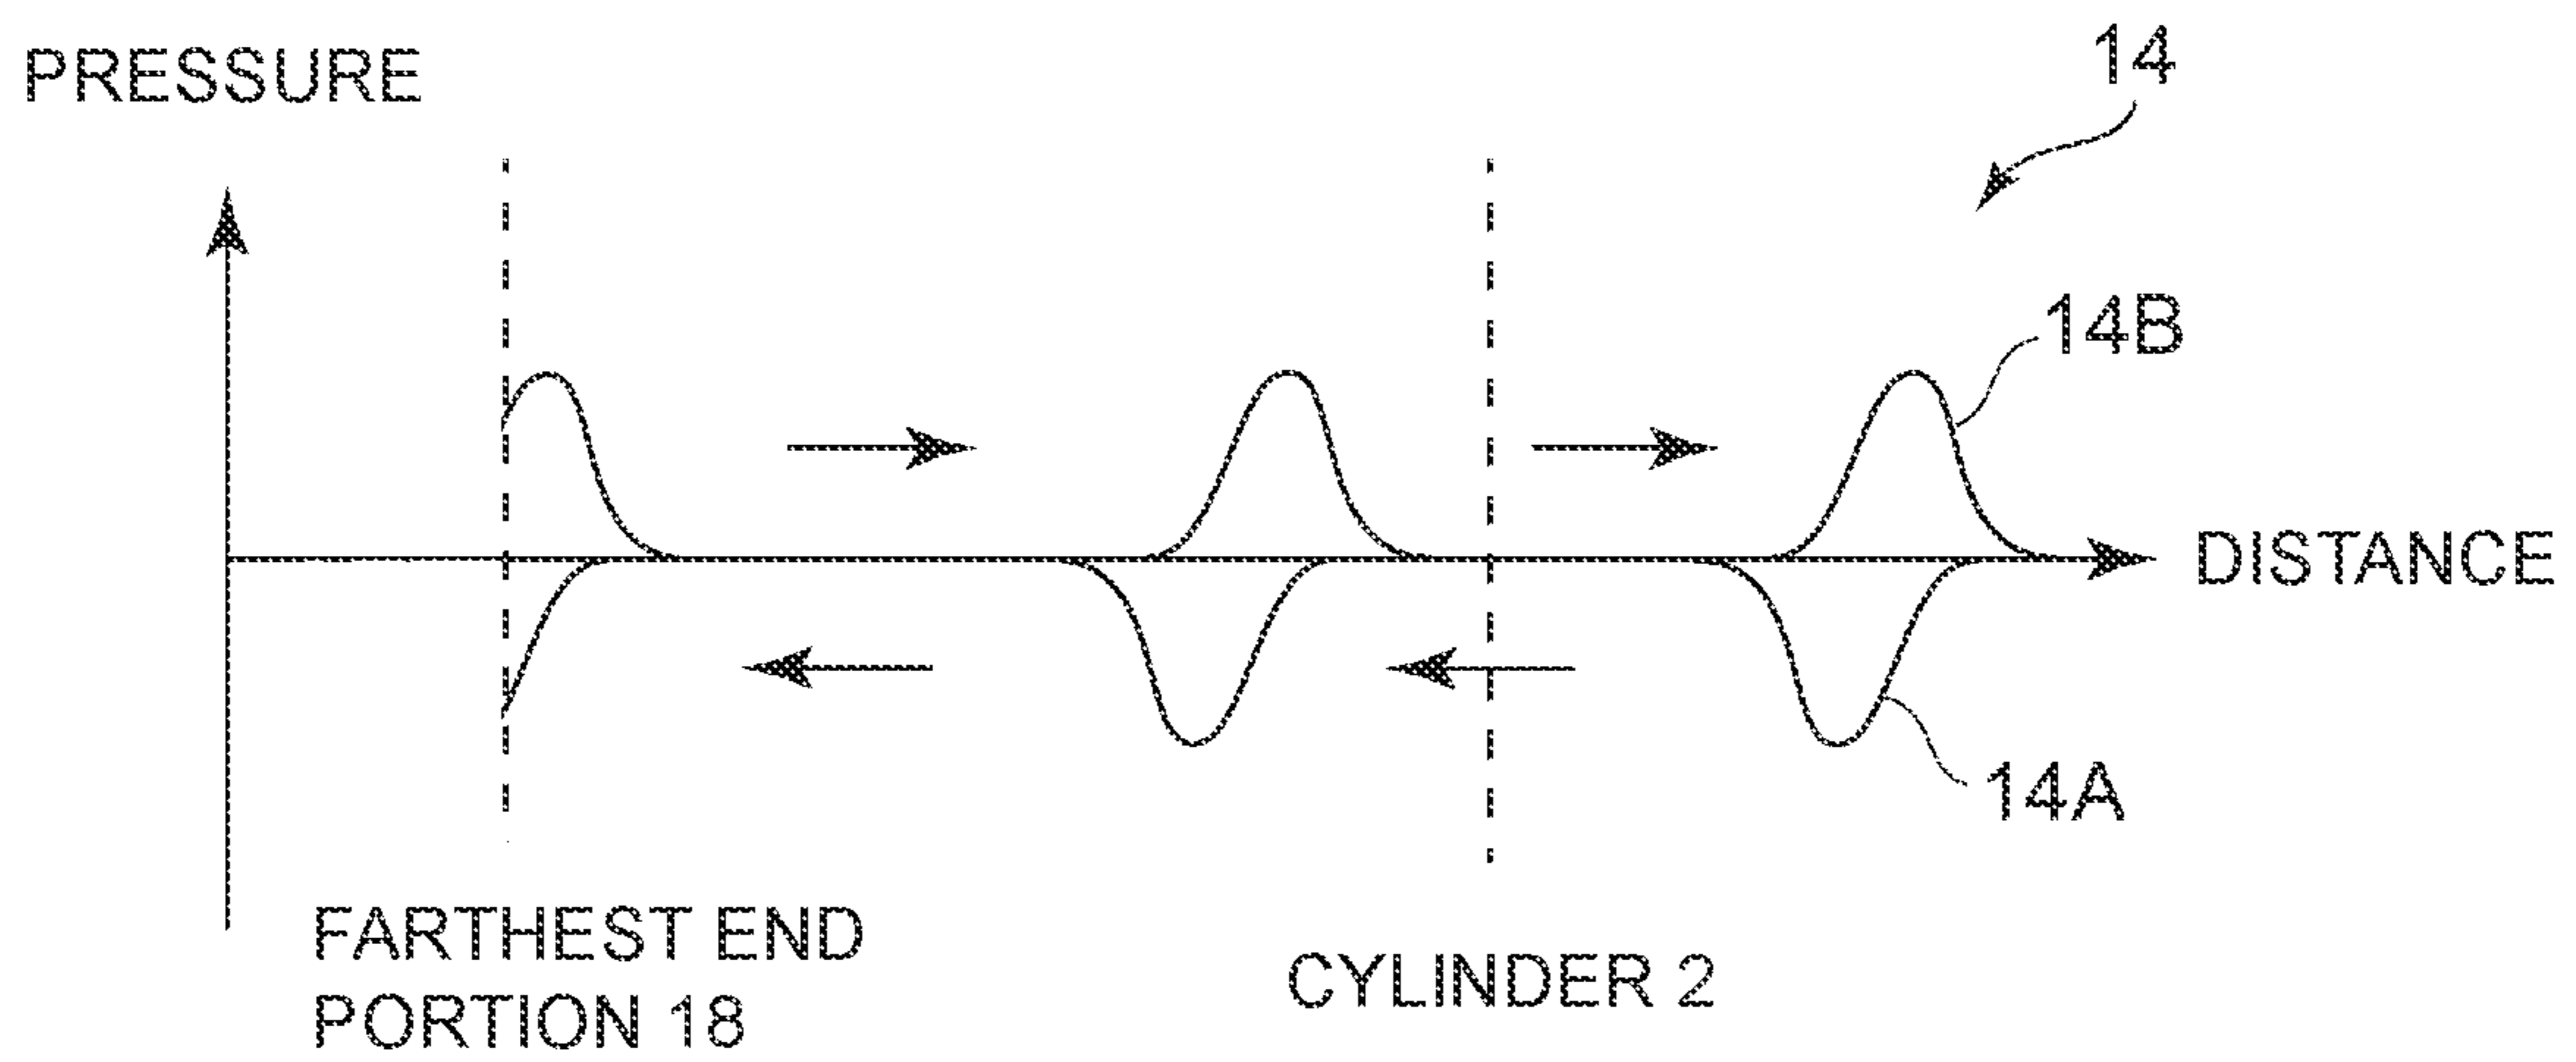 PRESSURE
14
14B
DISTANCE
14A
FARTHEST END
PORTION 18
CYLINDER 2